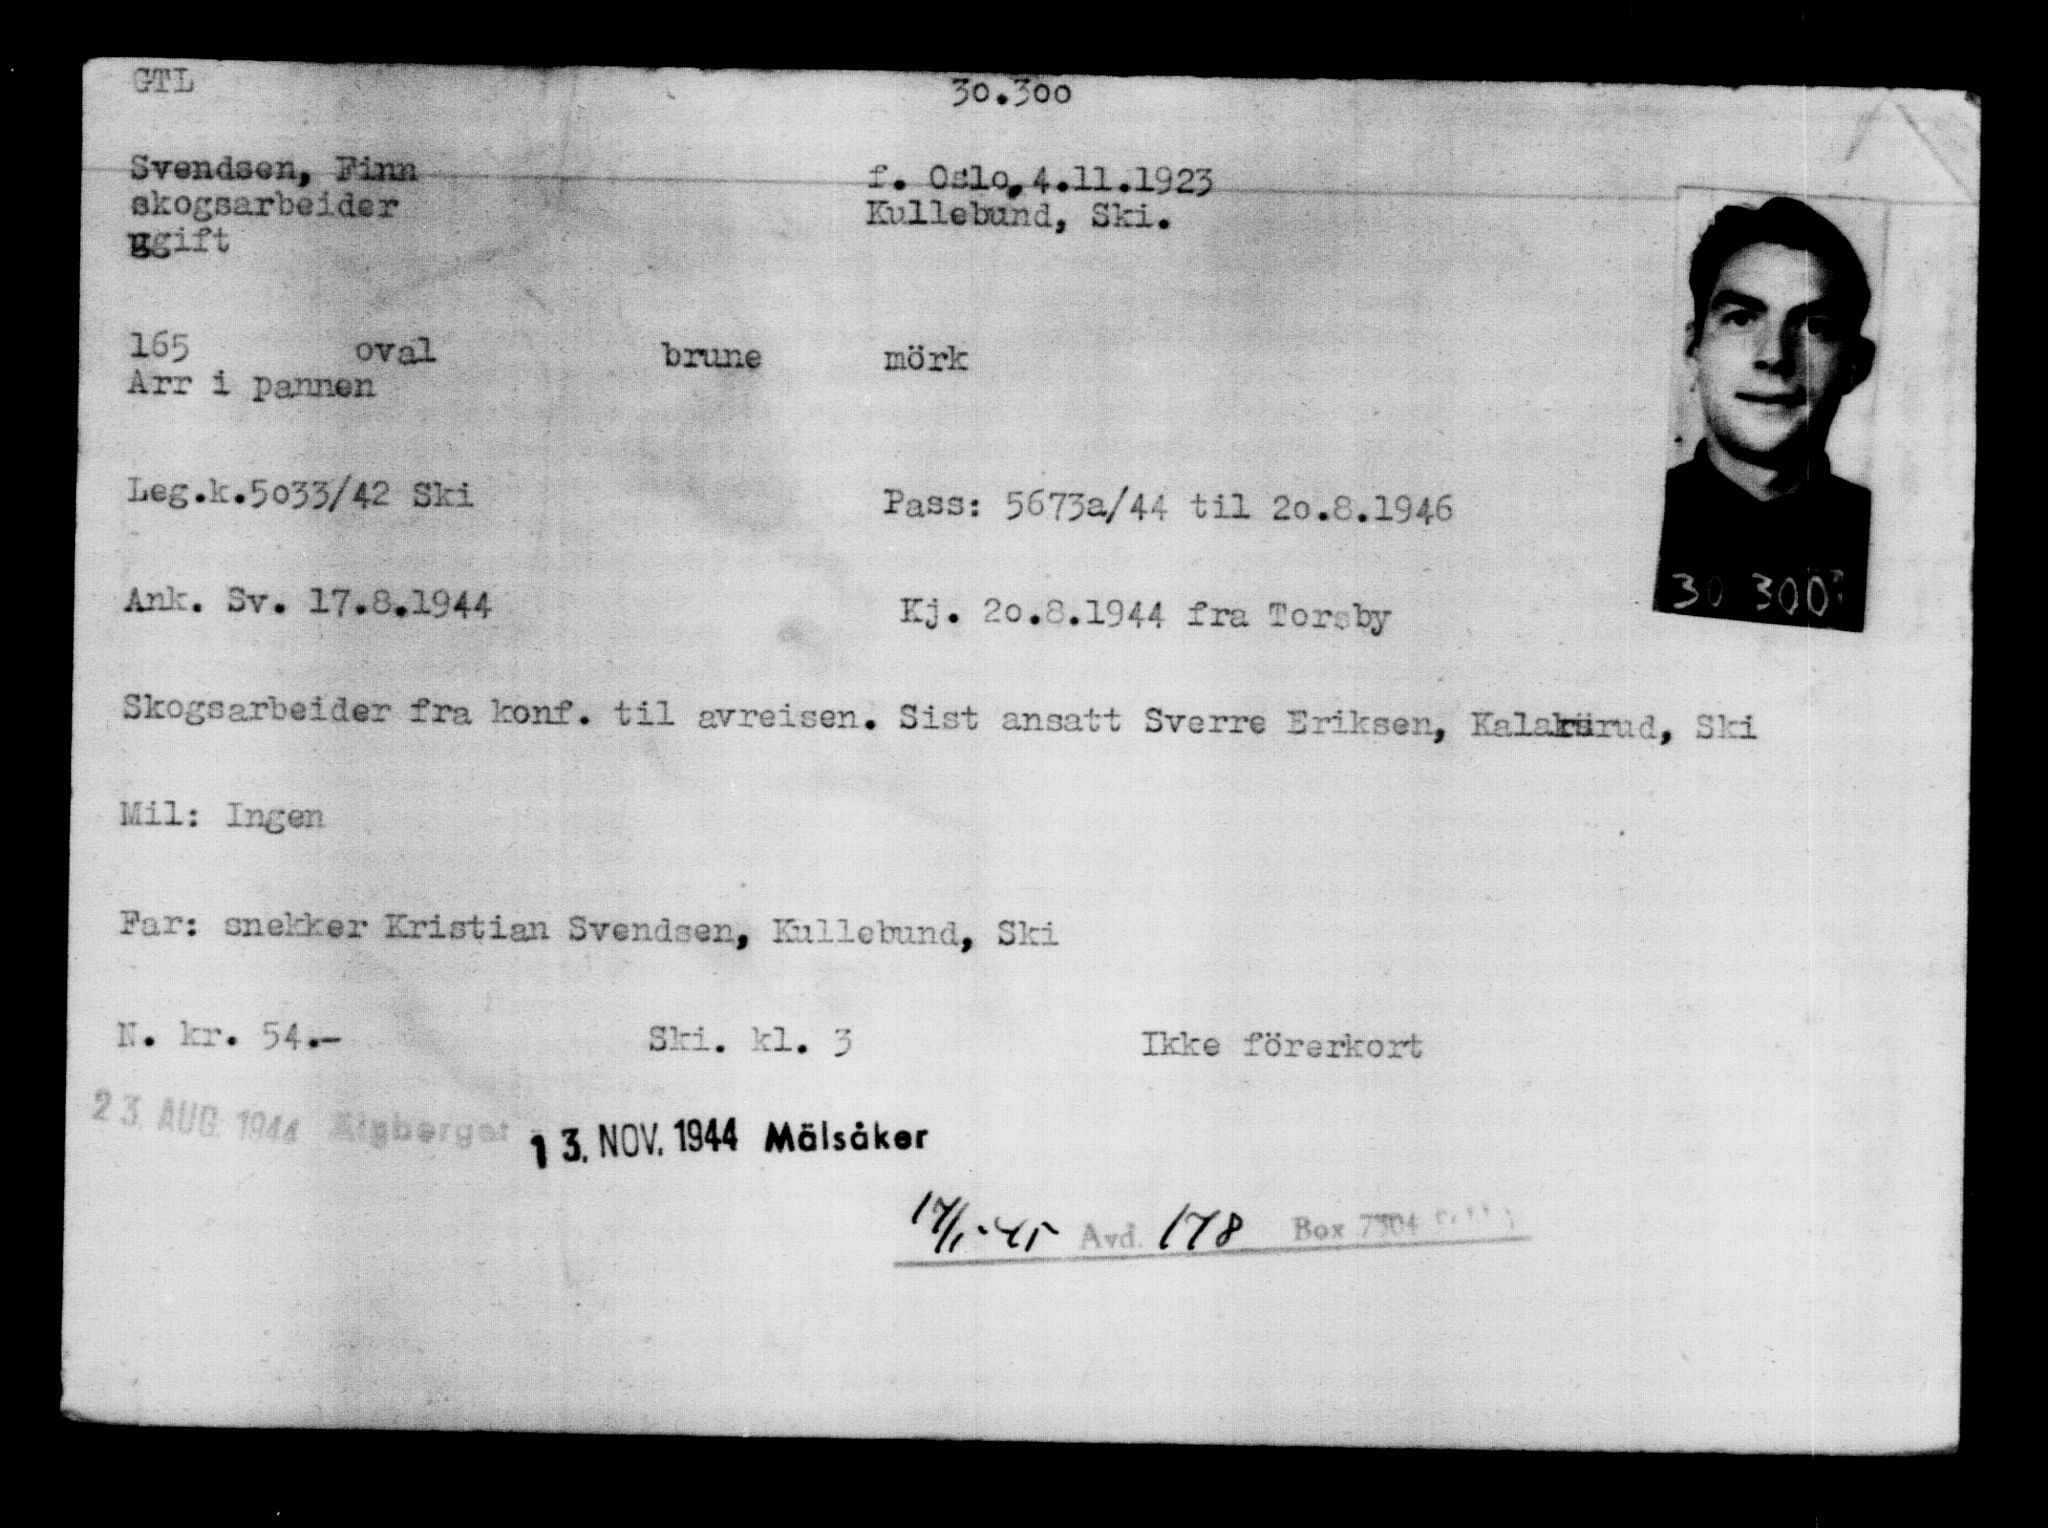 GTL 30.300
Svendsen, Finn f. Oslo, 4.11.1923
skogsarbeider Kullebund, Ski.
ugift
165 oval brune mörk
Arr i pannen
Leg.k.5033/42 Ski Pass: 5673a/44 til 20.8.1946
Ank. Sv. 17.8.1944 Kj. 20.8.1944 fra Torsby
30 300
Skogsarbeider fra konf. til avreisen. Sist ansatt Sverre Eriksen, Ski
Mil: Ingen
Far: snekker Kristian Svendsen, Kullebund, Ski
N. kr. 54.- Ski. kl. 3 Ikke förerkort
23. AUG. 1944
13. NOV. 1944 Mälsåker
17/1-45 Avd. 178 Box 7304